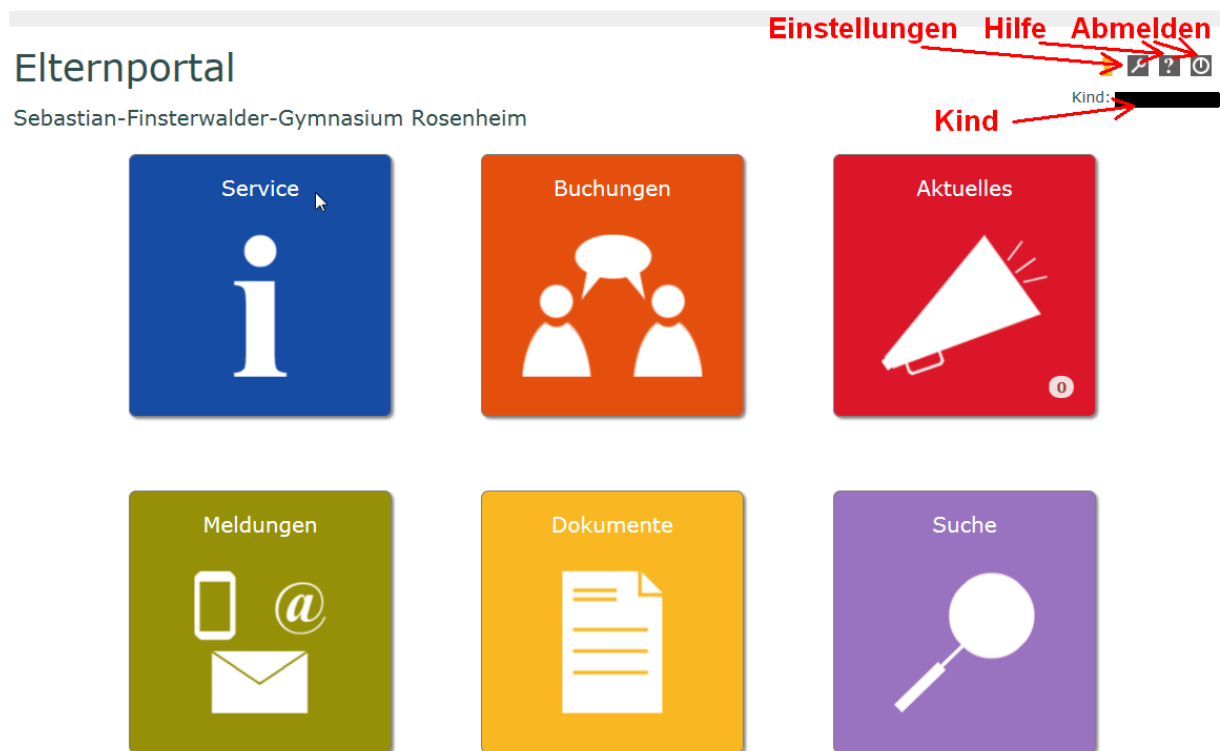 Einstellungen Hilfe Abmelden
Elternportal
?
Kind:
Sebastian-Finsterwalder-Gymnasium Rosenheim
Kind
Service
Buchungen
Aktuelles
i
0
Meldungen
Dokumente
Suche
@